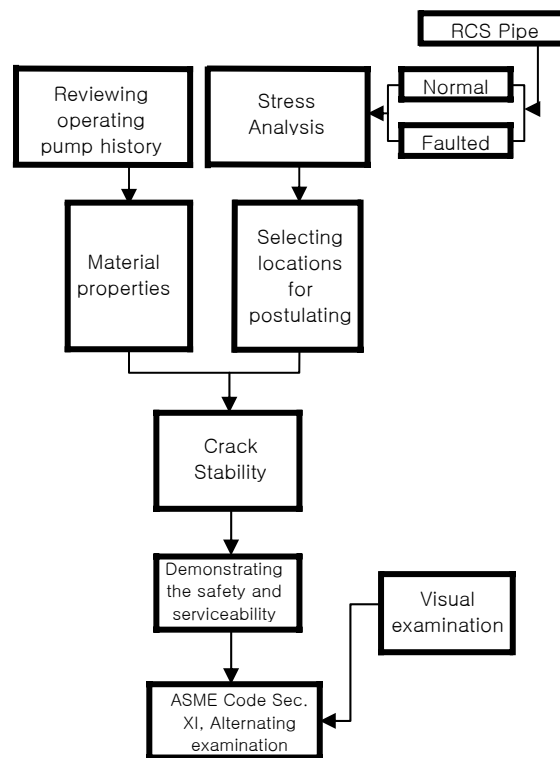 RCS Pipe
Reviewing
operating
pump history
Stress
Analysis
Normal
Faulted
Material
properties
Selecting
locations
for
postulating
Crack
Stability
Demonstrating
the safety and
serviceability
Visual
examination
ASME Code Sec.
XI, Alternating
examination